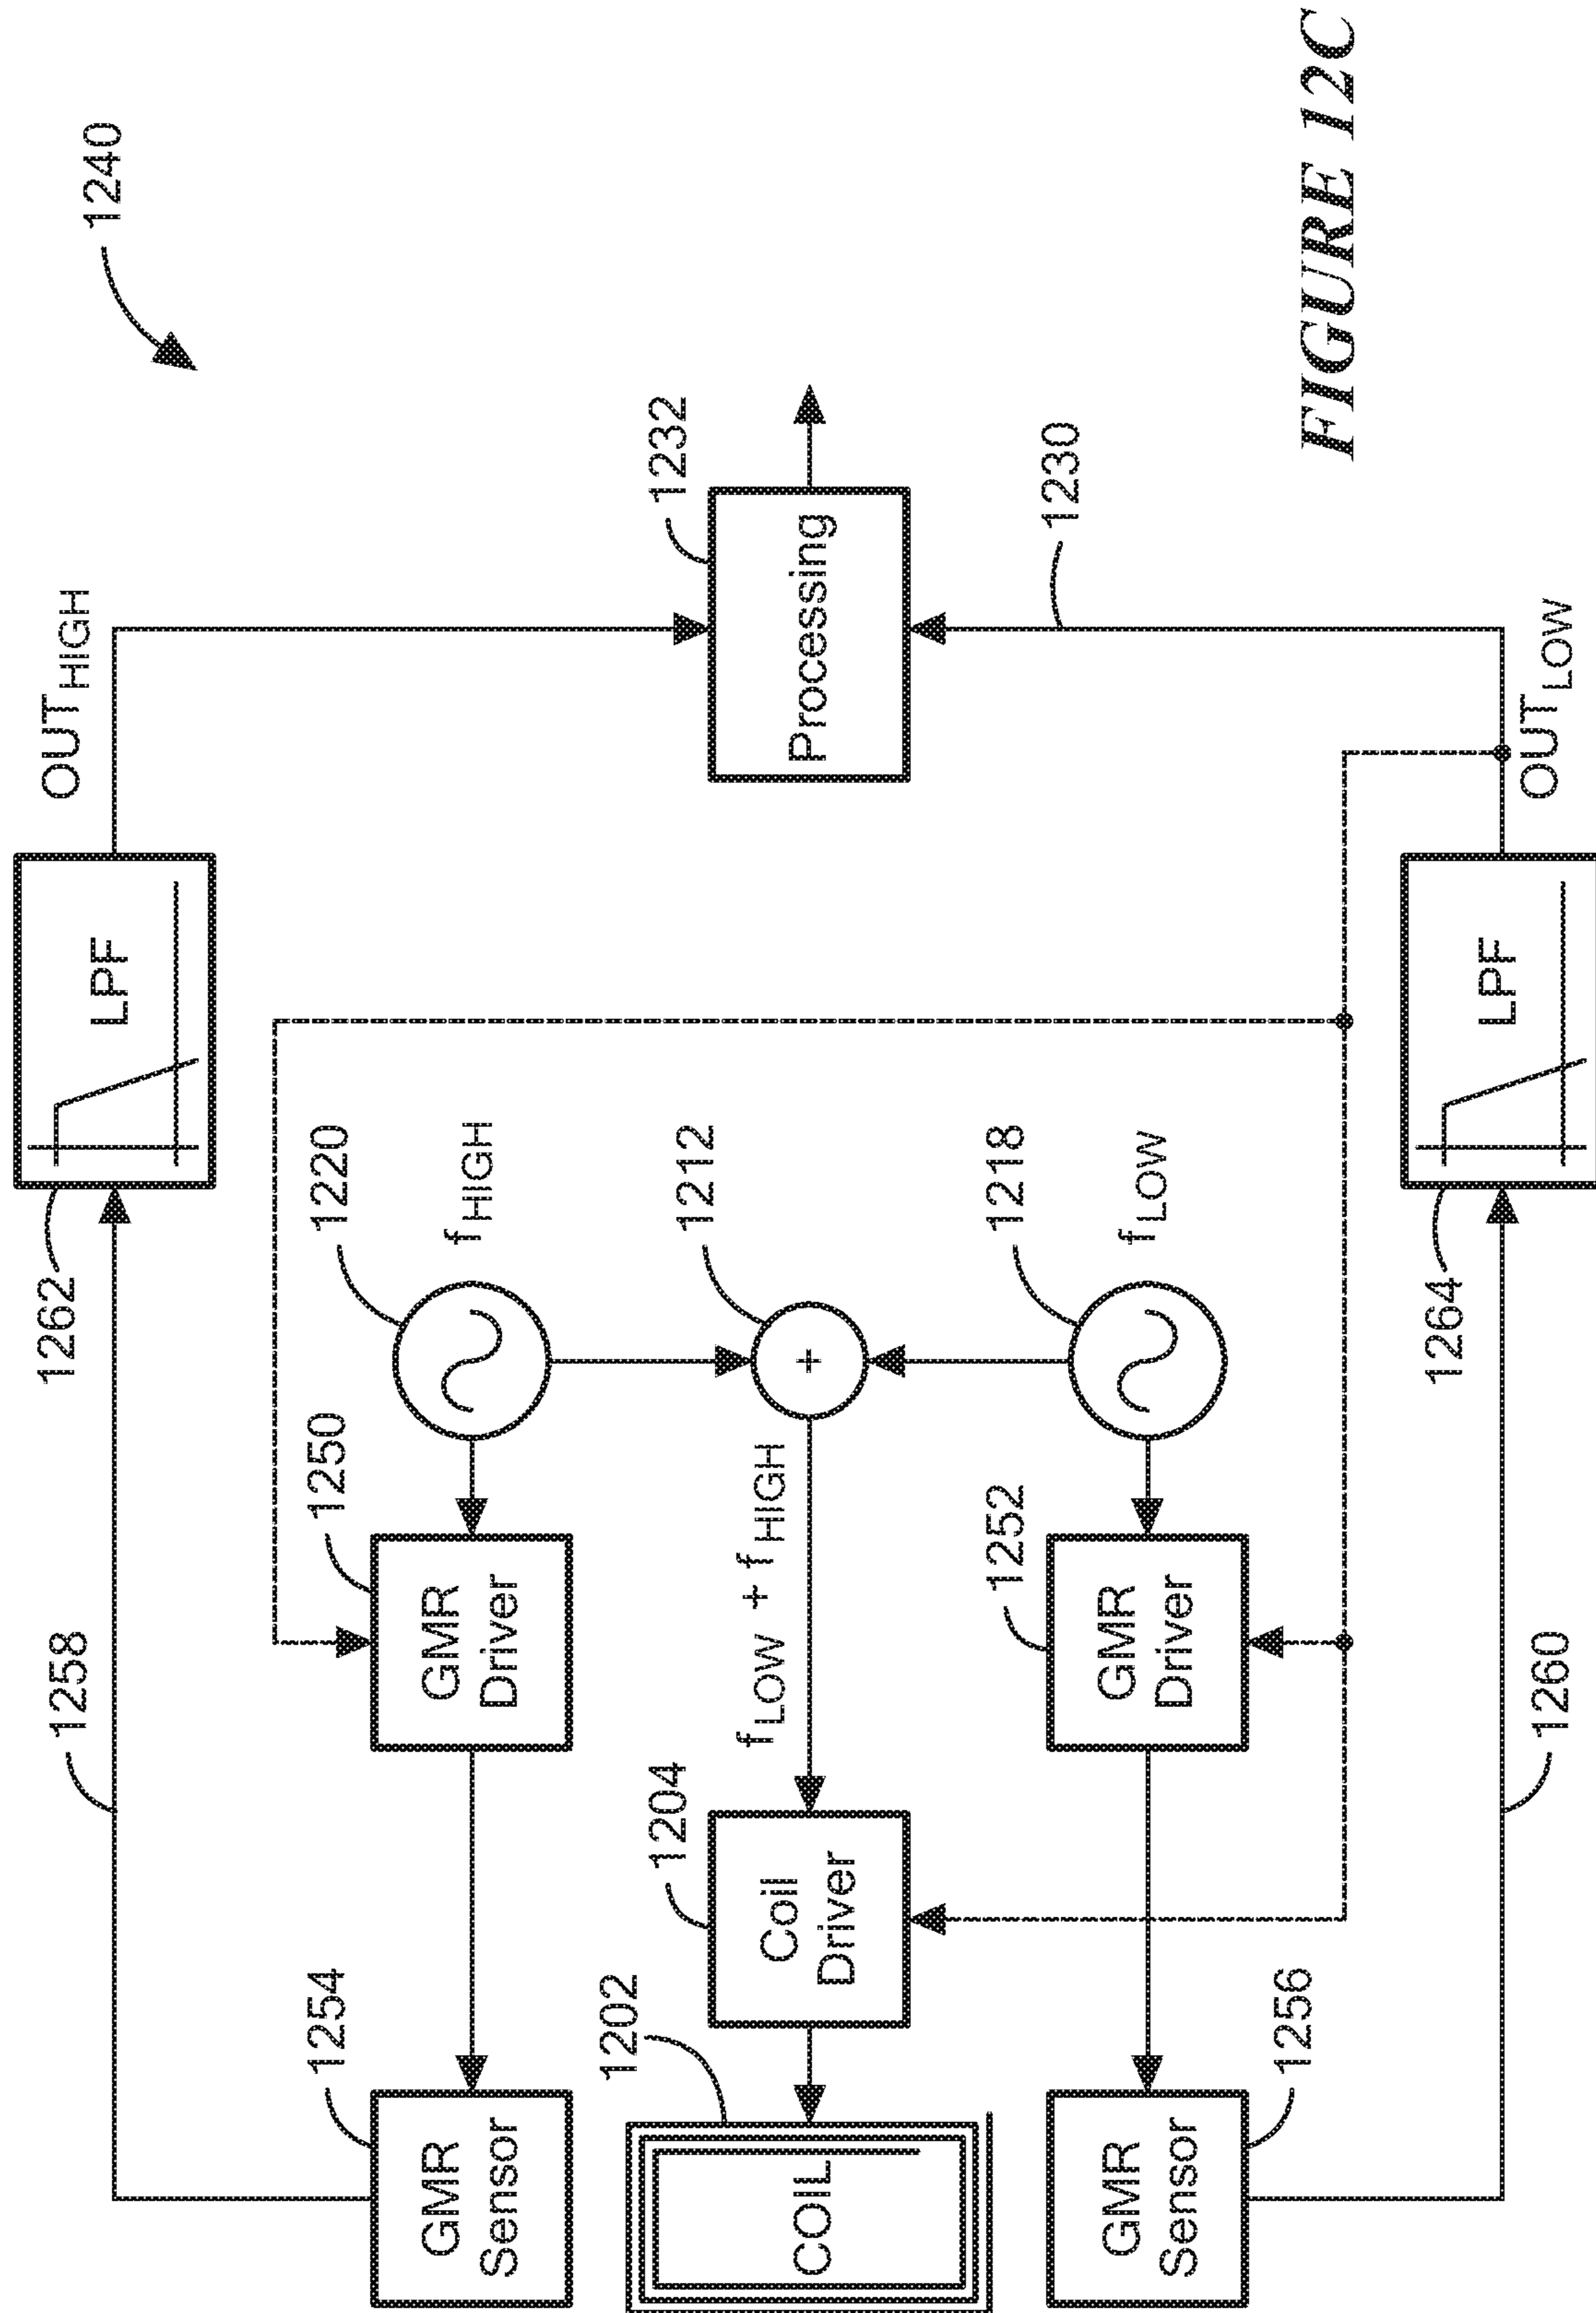 1240
OUT HIGH
LPF
1262
1258
1220
f HIGH
1250
GMR
Driver
1254
GMR
Sensor
1232
Processing
1212
+
f LOW + f HIGH
1204
Coil
Driver
1202
COIL
1230
1218
f LOW
1252
GMR
Driver
1256
GMR
Sensor
OUT LOW
LPF
1264
1260
FIGURE 12C